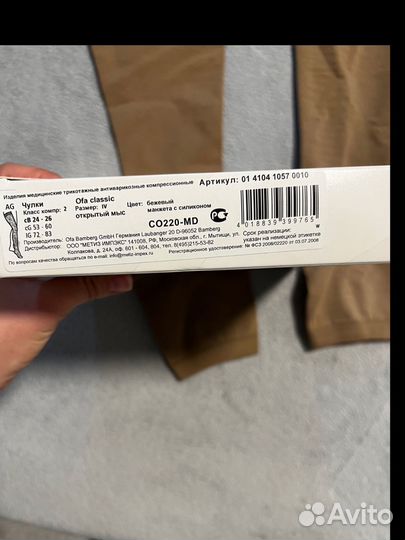 Изделия медицинские трикотажные антиварикозные компрессионные Артикул: 01 4104 1057 0010
AG Чулки Ofa classic Цвет: бежевый
Класс компр: 2 Размер: IV манжета с силиконом
cB 24 - 26 открытый мыс
cG 53 - 60 CO220-MD
lG 72 - 83
4 018839 399765
Производитель: Ofa Bamberg GmbH Германия Laubanger 20 D-96052 Bamberg w
Дистрибьютор: ООО "МЕТИЗ ИМПЭКС" 141008, РФ, Московская обл., г. Мытищи, ул. Срок реализации:
Колпакова, д. 24А, оф. 601 - 604, 804, тел. 8(495)215-53-82 указан на немецкой этикетке
По вопросам качества обращаться в e-mail: info@metiz-impex.ru Регистрационное удостоверение: № ФСЗ 2008/02220 от 03.07.2008
Avito